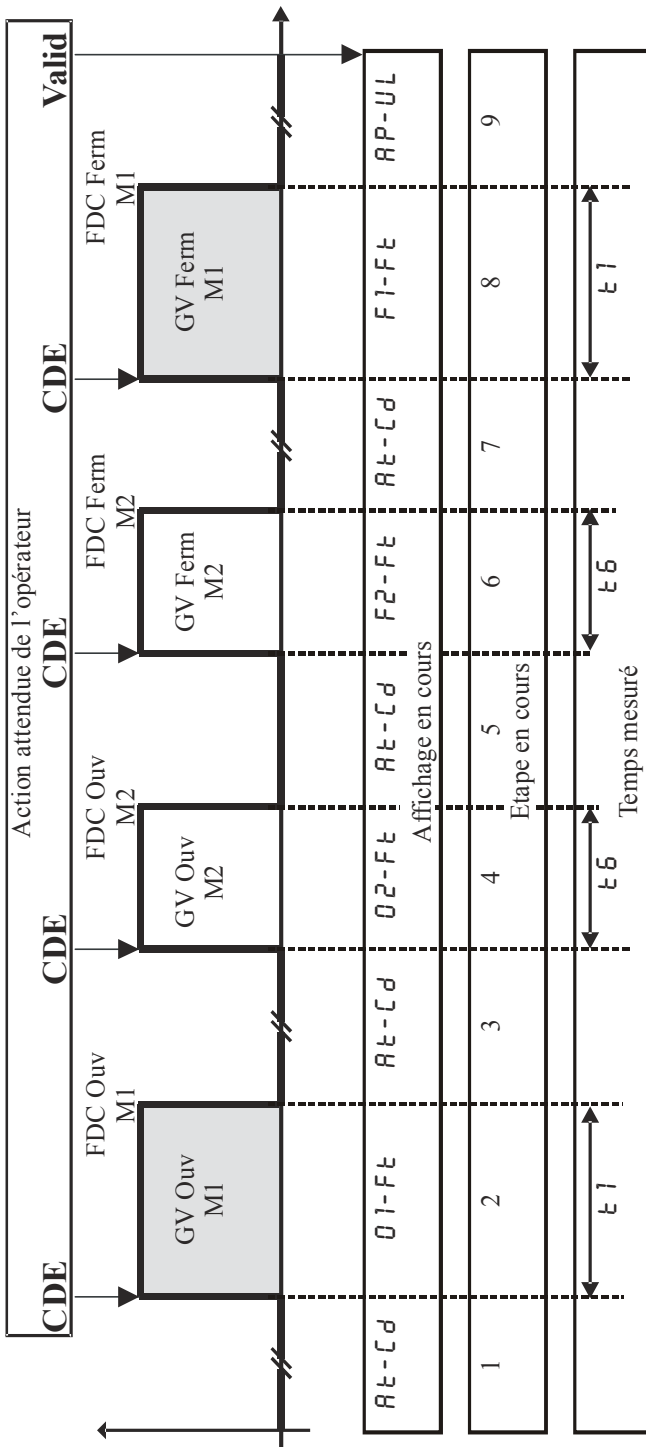 Action attendue de l’opérateur
CDE CDE CDE CDE Valid
FDC Ouv
M1
FDC Ouv
M2
FDC Ferm
M2
FDC Ferm
M1
GV Ouv
M1
GV Ouv
M2
GV Ferm
M2
GV Ferm
M1
At-Cd O1-Ft At-Cd O2-Ft At-Cd F2-Ft At-Cd F1-Ft AP-UL
Affichage en cours
1 2 3 4 5 6 7 8 9
Etape en cours
t1 t6 t6 t1
Temps mesuré